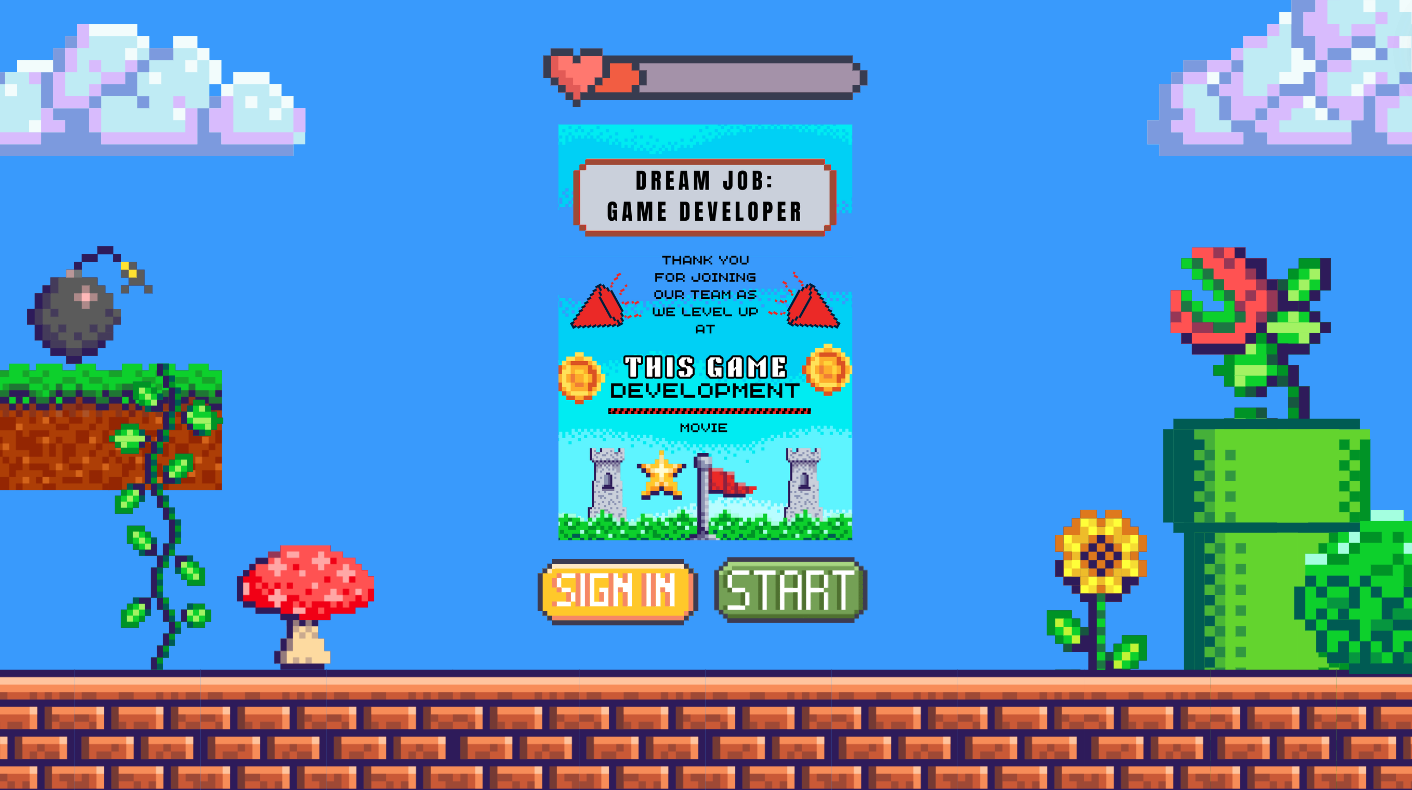 DREAM JOB:
GAME DEVELOPER
THANK YOU
FOR JOINING
OUR TEAM AS
WE LEVEL UP
AT
THIS GAME
DEVELOPMENT
MOVIE
SIGN IN START